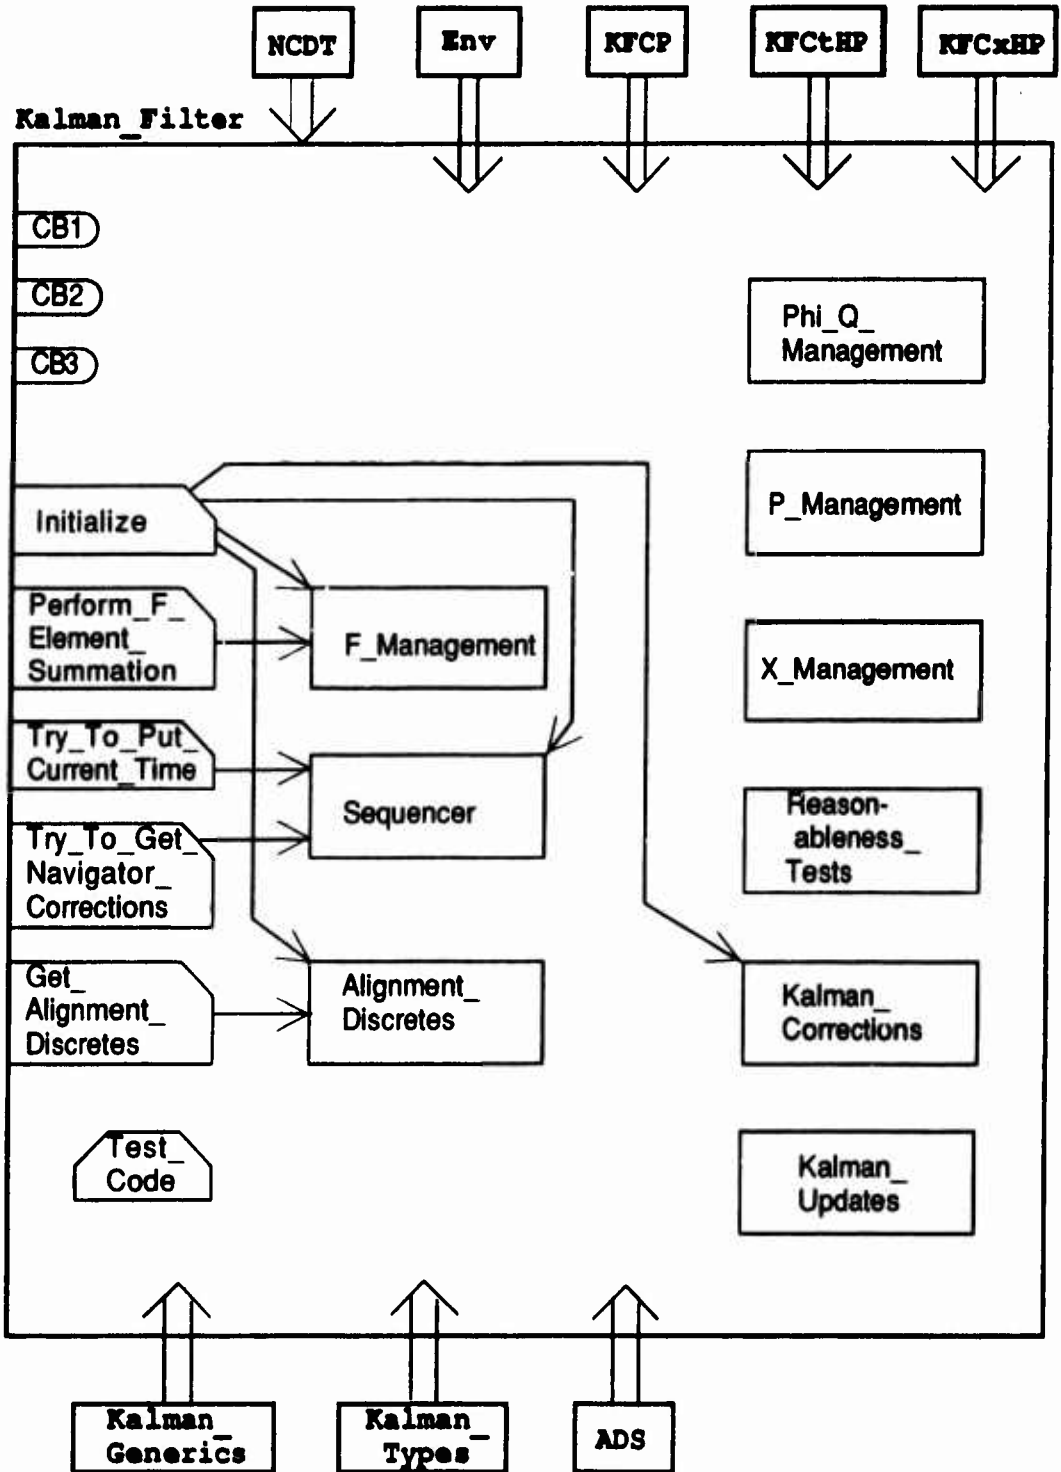 NCDT
Env
KFCP
KFCtHP
KFCxHP
Kalman_Filter
CB1
CB2
CB3
Phi_Q_
Management
P_Management
Initialize
Perform_F_
Element_
Summation
F_Management
X_Management
Try_To_Put_
Current_Time
Sequencer
Reason-
ableness_
Tests
Try_To_Get_
Navigator_
Corrections
Get_
Alignment_
Discretes
Alignment_
Discretes
Kalman_
Corrections
Test_
Code
Kalman_
Updates
Kalman_
Generics
Kalman_
Types
ADS